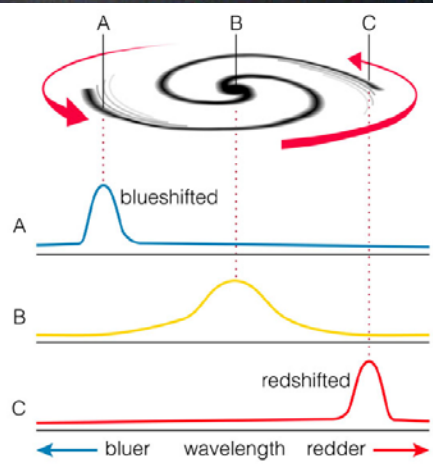 A B C
blueshifted
A
B
redshifted
C
bluer wavelength redder